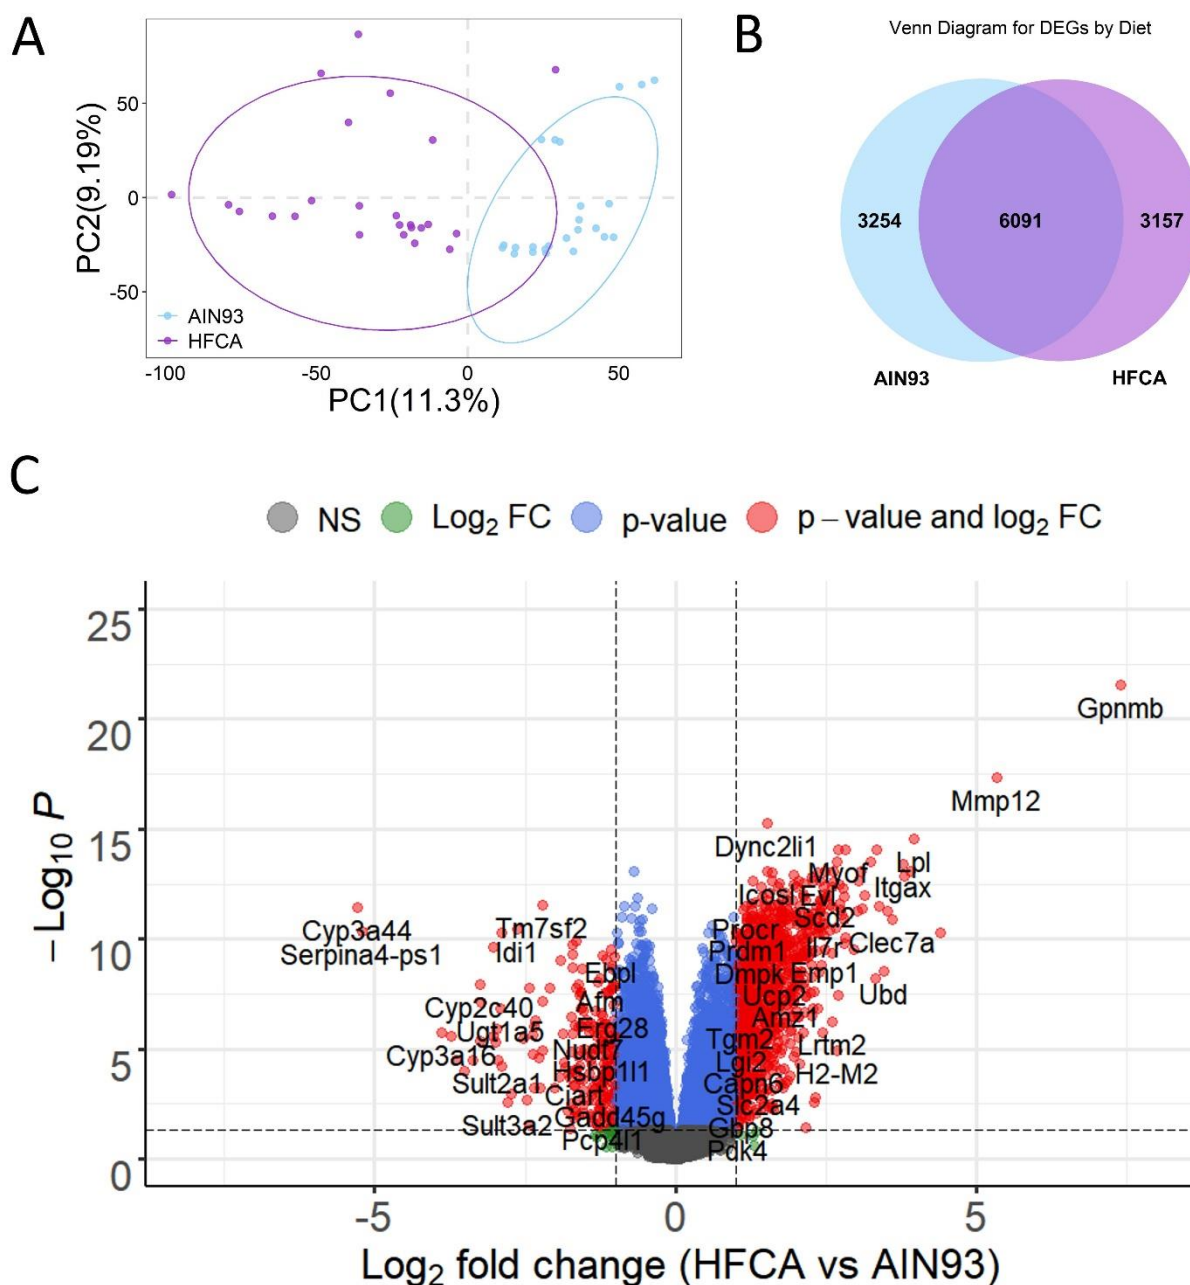 A
PC2(9.19%)
50
0
-50
AIN93
HFCA
-100
-50
0
50
PC1(11.3%)
B
Venn Diagram for DEGs by Diet
3254
6091
3157
AIN93
HFCA
C
NS
Log₂ FC
p-value
p – value and log₂ FC
–Log₁₀ P
25
20
15
10
5
0
Gpnmb
Mmp12
Dync2li1
Lpl
Myof
Itgax
Icosl
Evl
Scd2
Procr
Il7r
Clec7a
Prdm1
Dmpk
Emp1
Ucp2
Ubd
Amz1
Tgm2
Lrtm2
Lgi2
H2-M2
Capn6
Slc2a4
Gbp8
Pdk4
Cyp3a44
Tm7sf2
Serpina4-ps1
Idi1
Ebpl
Cyp2c40
Afm
Ugt1a5
Erg28
Cyp3a16
Nudt7
Sult2a1
Hsbp1l1
Ciart
Sult3a2
Gadd45g
Pcp4l1
-5
0
5
Log₂ fold change (HFCA vs AIN93)